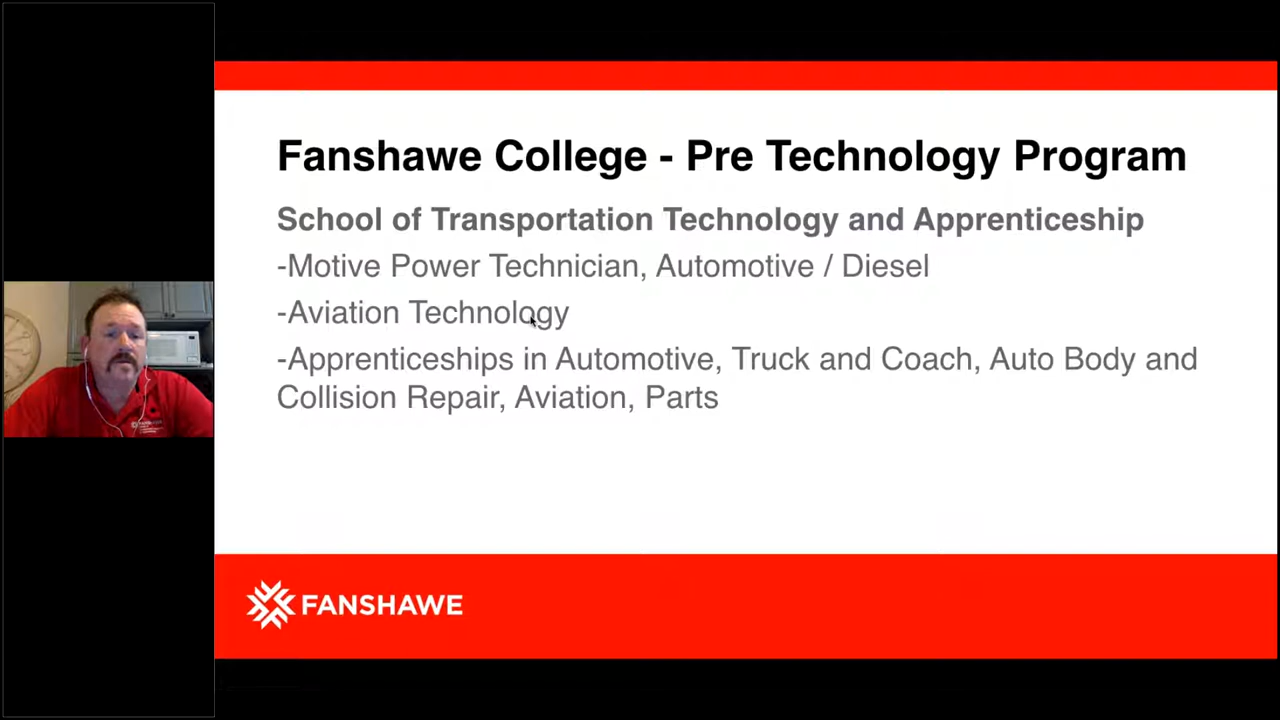 Fanshawe College - Pre Technology Program
School of Transportation Technology and Apprenticeship
-Motive Power Technician, Automotive / Diesel
-Aviation Technology
-Apprenticeships in Automotive, Truck and Coach, Auto Body and
Collision Repair, Aviation, Parts
FANSHAWE